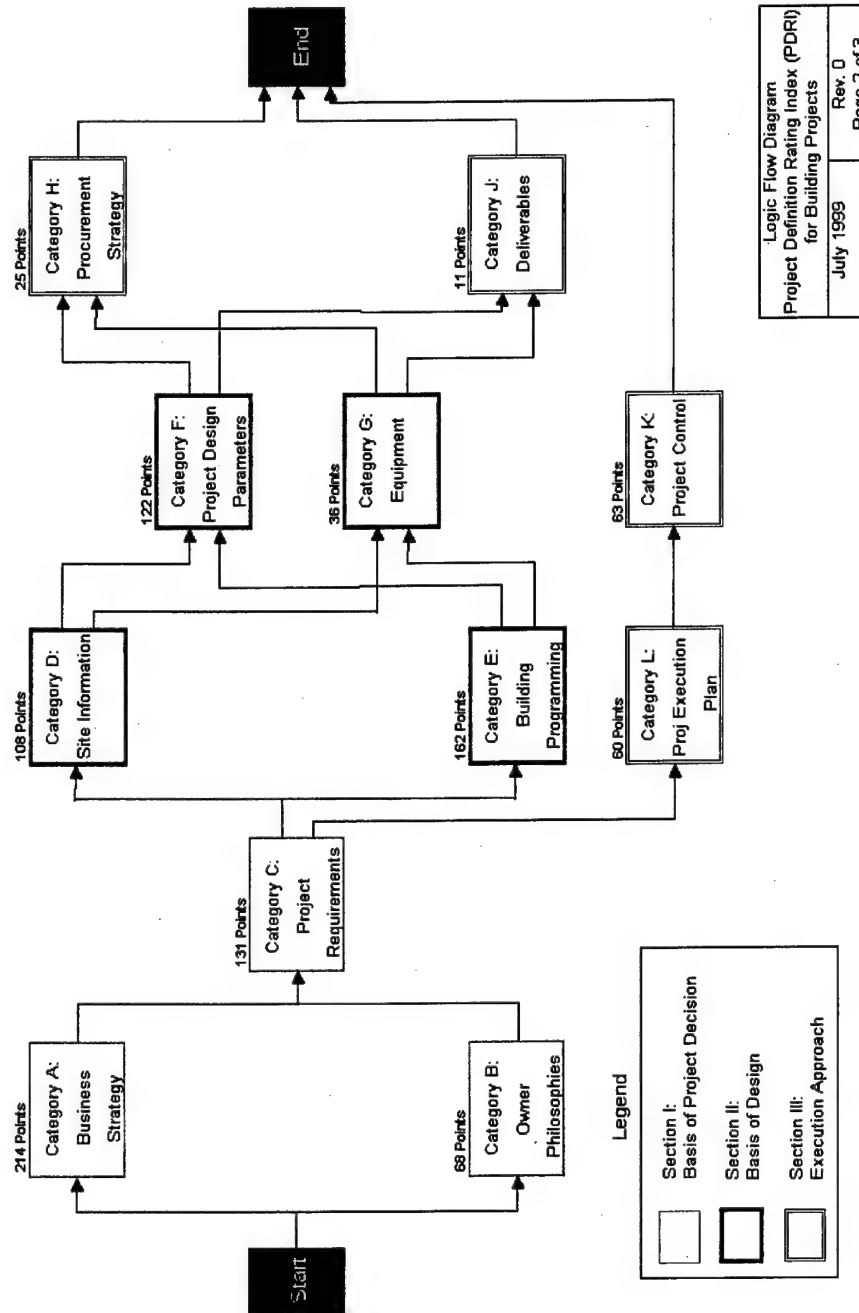 Start
214 Points
Category A:
Business
Strategy
68 Points
Category B:
Owner
Philosophies
131 Points
Category C:
Project
Requirements
108 Points
Category D:
Site Information
162 Points
Category E:
Building
Programming
60 Points
Category L:
Proj Execution
Plan
122 Points
Category F:
Project Design
Parameters
36 Points
Category G:
Equipment
63 Points
Category K:
Project Control
25 Points
Category H:
Procurement
Strategy
11 Points
Category J:
Deliverables
End
Legend
Section I:
Basis of Project Decision
Section II:
Basis of Design
Section III:
Execution Approach
Logic Flow Diagram
Project Definition Rating Index (PDRI)
for Building Projects
July 1999
Rev. 0